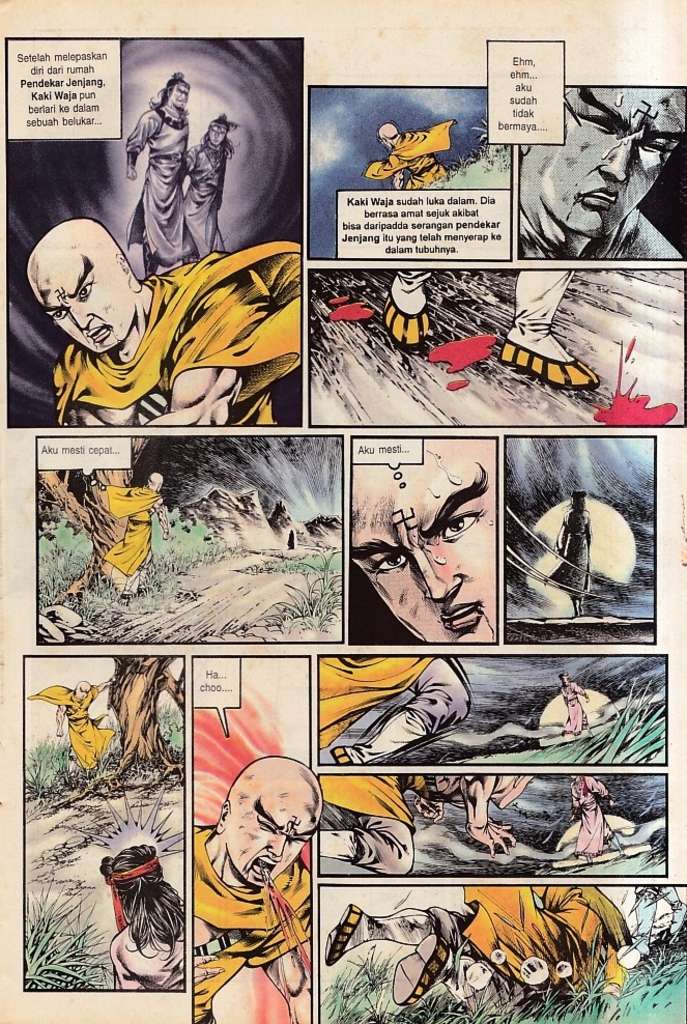 Setelah melepaskan
diri dari rumah
Pendekar Jenjang,
Kaki Waja pun
berlari ke dalam
sebuah belukar...
Ehm,
ehm...
aku
sudah
tidak
bermaya....
Kaki Waja sudah luka dalam. Dia
berrasa amat sejuk akibat
bisa daripadda serangan pendekar
Jenjang itu yang telah menyerap ke
dalam tubuhnya.
Aku mesti cepat...
Aku mesti...
Ha...
choo....